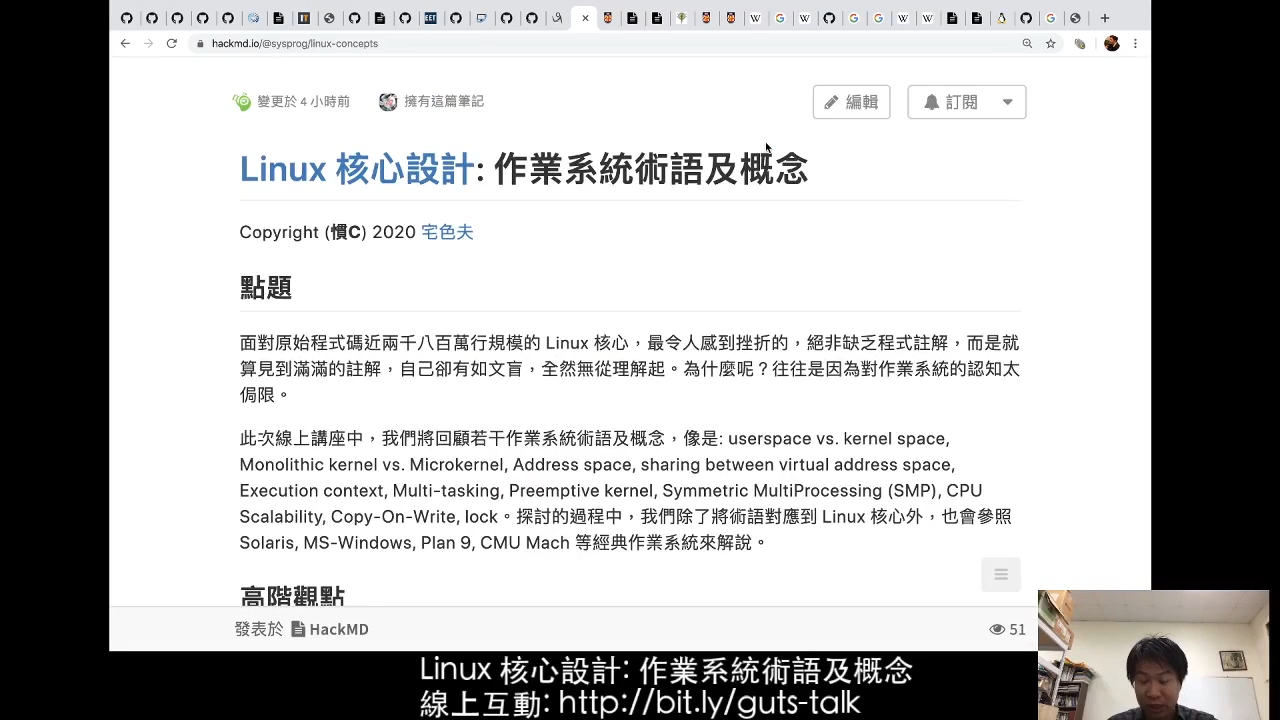 hackmd.io/@sysprog/linux-concepts
變更於 4 小時前 擁有這篇筆記
編輯
訂閱
Linux 核心設計: 作業系統術語及概念
Copyright (慣C) 2020 宅色夫
點題
面對原始程式碼近兩千八百萬行規模的 Linux 核心，最令人感到挫折的，絕非缺乏程式註解，而是就
算見到滿滿的註解，自己卻有如文盲，全然無從理解起。為什麼呢？往往是因為對作業系統的認知太
侷限。
此次線上講座中，我們將回顧若干作業系統術語及概念，像是: userspace vs. kernel space,
Monolithic kernel vs. Microkernel, Address space, sharing between virtual address space,
Execution context, Multi-tasking, Preemptive kernel, Symmetric MultiProcessing (SMP), CPU
Scalability, Copy-On-Write, lock。探討的過程中，我們除了將術語對應到 Linux 核心外，也會參照
Solaris, MS-Windows, Plan 9, CMU Mach 等經典作業系統來解說。
高階觀點
發表於 HackMD
51
Linux 核心設計: 作業系統術語及概念
線上互動: http://bit.ly/guts-talk